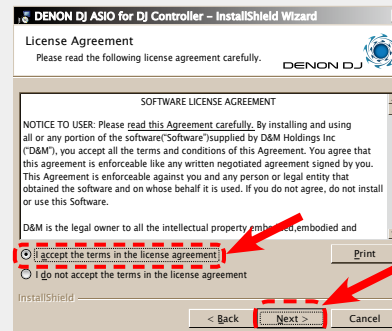 DENON DJ ASIO for DJ Controller – InstallShield Wizard
License Agreement
Please read the following license agreement carefully.
DENON DJ
SOFTWARE LICENSE AGREEMENT
NOTICE TO USER: Please read this Agreement carefully. By installing and using
all or any portion of the software("Software")supplied by D&M Holdings Inc
("D&M"), you accept all the terms and conditions of this Agreement. You agree that
this agreement is enforceable like any written negotiated agreement signed by you.
This Agreement is enforceable against you and any person or legal entity that
obtained the software and on whose behalf it is used. If you do not agree, do not install
or use this Software.
D&M is the legal owner to all the intellectual property embodied,embodied and
I accept the terms in the license agreement
Print
I do not accept the terms in the license agreement
InstallShield
< Back
Next >
Cancel